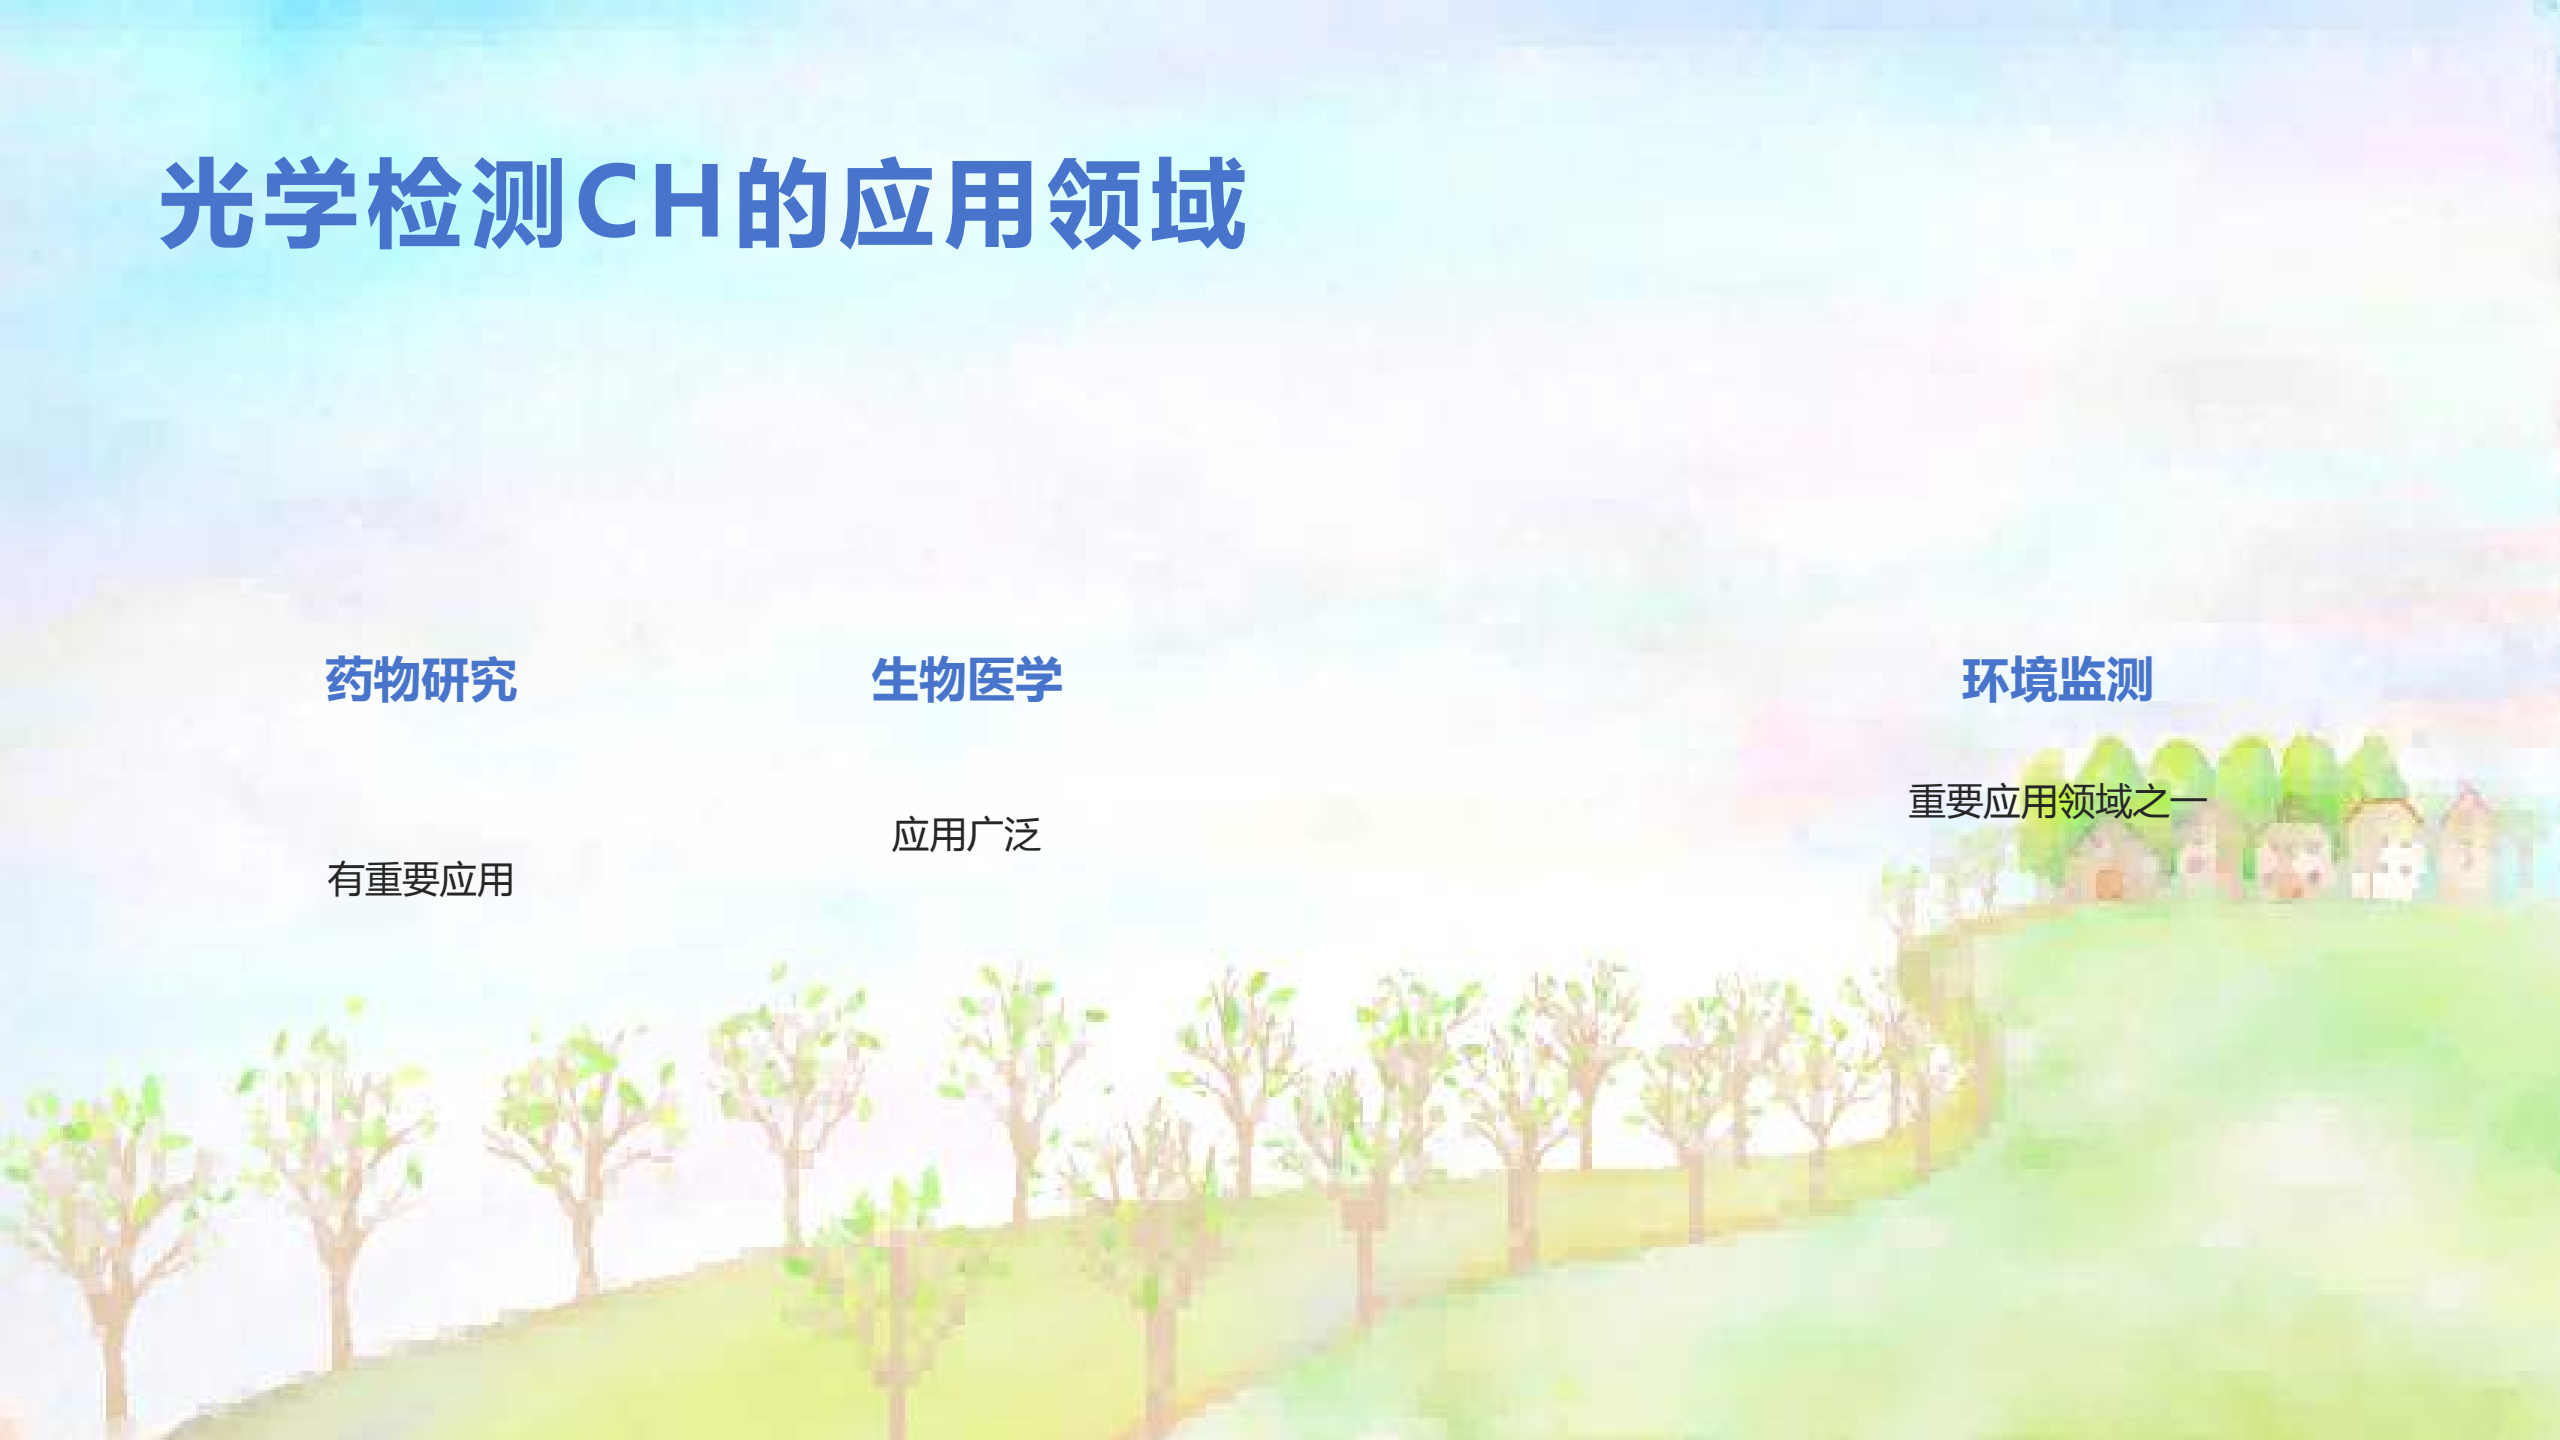 光学检测CH的应用领域
药物研究
有重要应用
生物医学
应用广泛
环境监测
重要应用领域之一